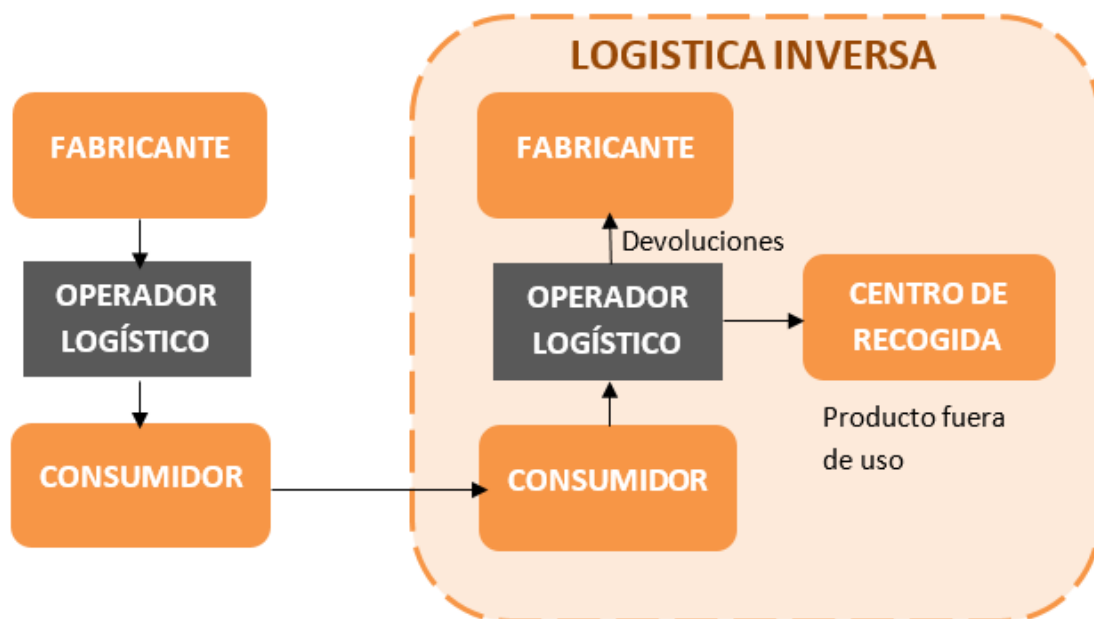 LOGISTICA INVERSA
FABRICANTE
OPERADOR
LOGÍSTICO
CONSUMIDOR
FABRICANTE
Devoluciones
OPERADOR
LOGÍSTICO
CENTRO DE
RECOGIDA
Producto fuera
de uso
CONSUMIDOR